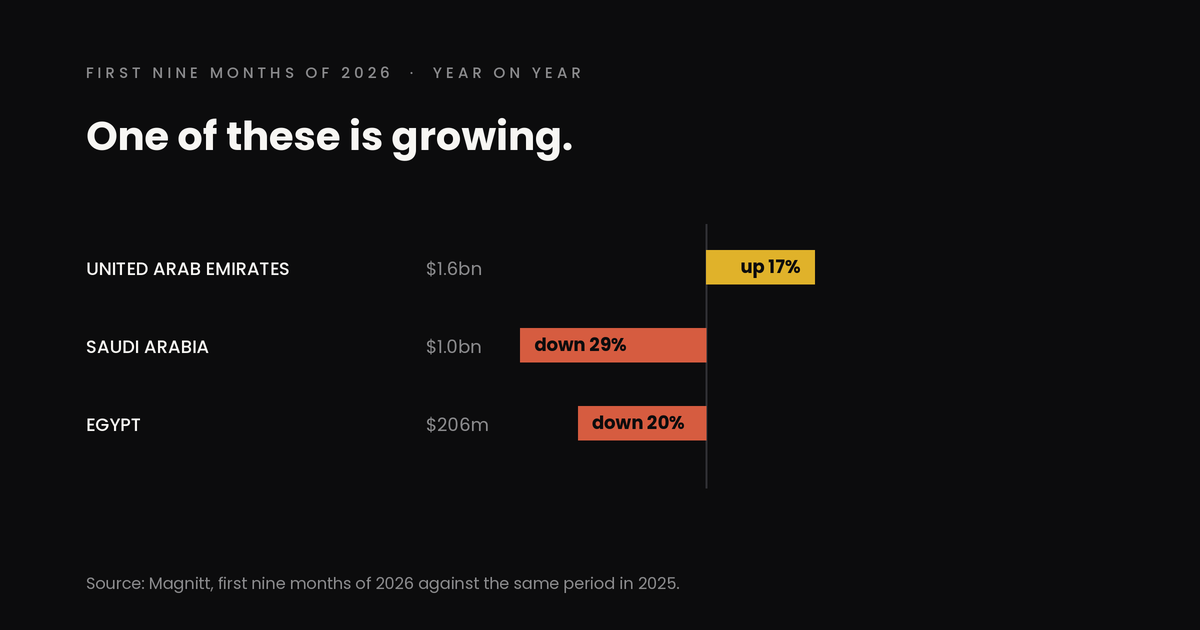 FIRST NINE MONTHS OF 2026 · YEAR ON YEAR
One of these is growing.
UNITED ARAB EMIRATES $1.6bn up 17%
SAUDI ARABIA $1.0bn down 29%
EGYPT $206m down 20%
Source: Magnitt, first nine months of 2026 against the same period in 2025.